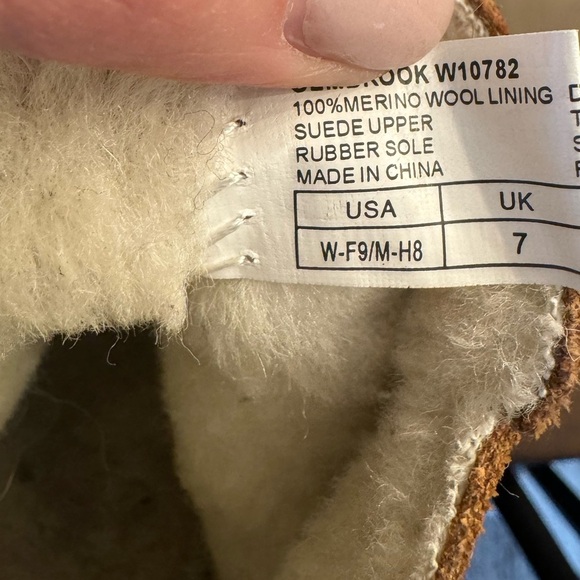 W10782
100%MERINO WOOL LINING
SUEDE UPPER
RUBBER SOLE
MADE IN CHINA
USA UK
W-F9/M-H8 7